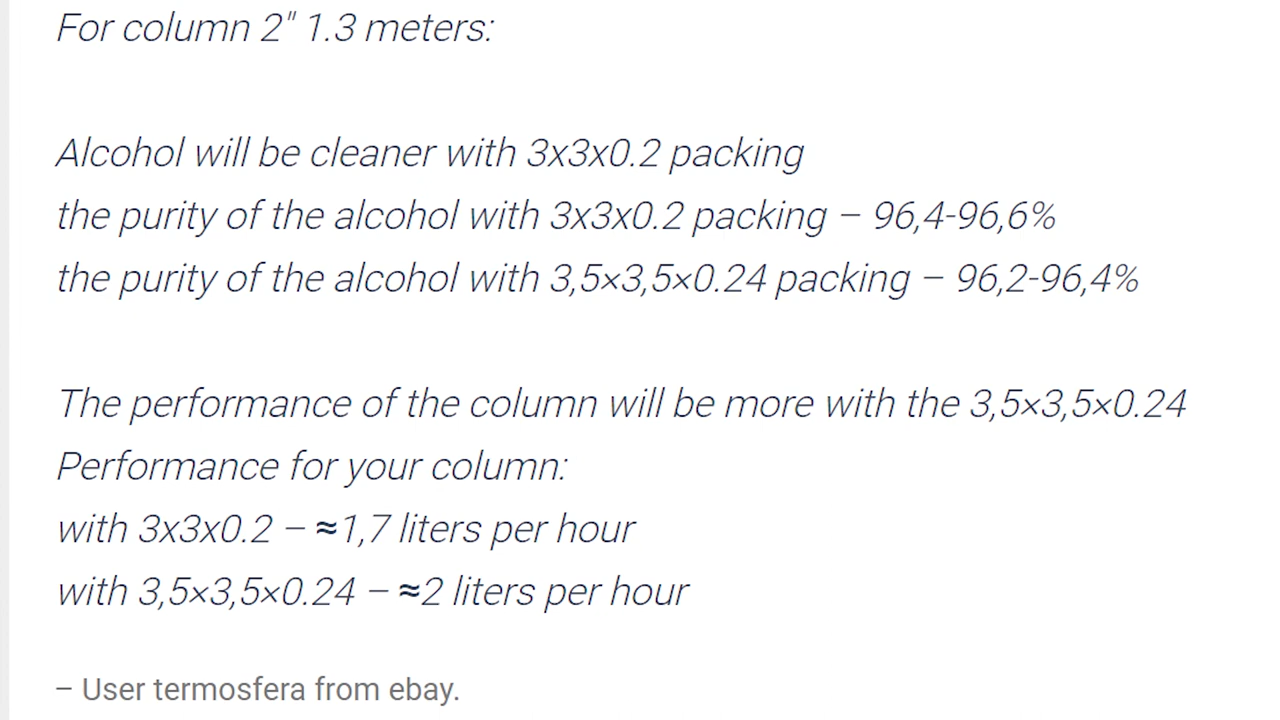 For column 2" 1.3 meters:
Alcohol will be cleaner with 3x3x0.2 packing
the purity of the alcohol with 3x3x0.2 packing – 96,4-96,6%
the purity of the alcohol with 3,5×3,5×0.24 packing – 96,2-96,4%
The performance of the column will be more with the 3,5×3,5×0.24
Performance for your column:
with 3x3x0.2 – ≈1,7 liters per hour
with 3,5×3,5×0.24 – ≈2 liters per hour
– User termosfera from ebay.